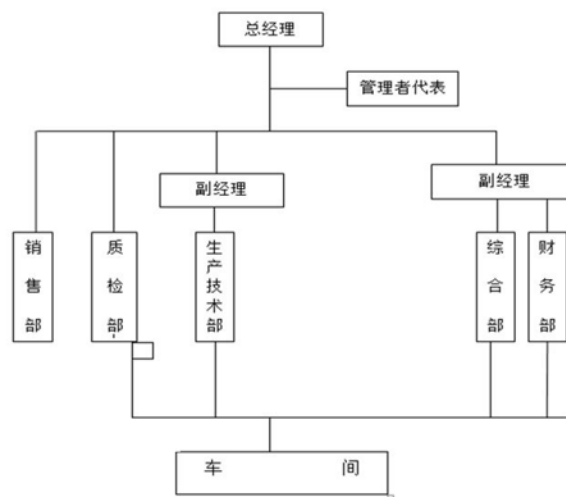 总经理
管理者代表
副经理
副经理
销售部
质检部
生产技术部
综合部
财务部
车 间